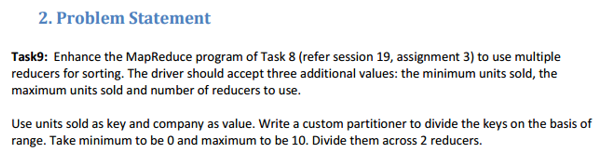 2. Problem Statement
Task9: Enhance the MapReduce program of Task 8 (refer session 19, assignment 3) to use multiple
reducers for sorting. The driver should accept three additional values: the minimum units sold, the
maximum units sold and number of reducers to use.
Use units sold as key and company as value. Write a custom partitioner to divide the keys on the basis of
range. Take minimum to be 0 and maximum to be 10. Divide them across 2 reducers.